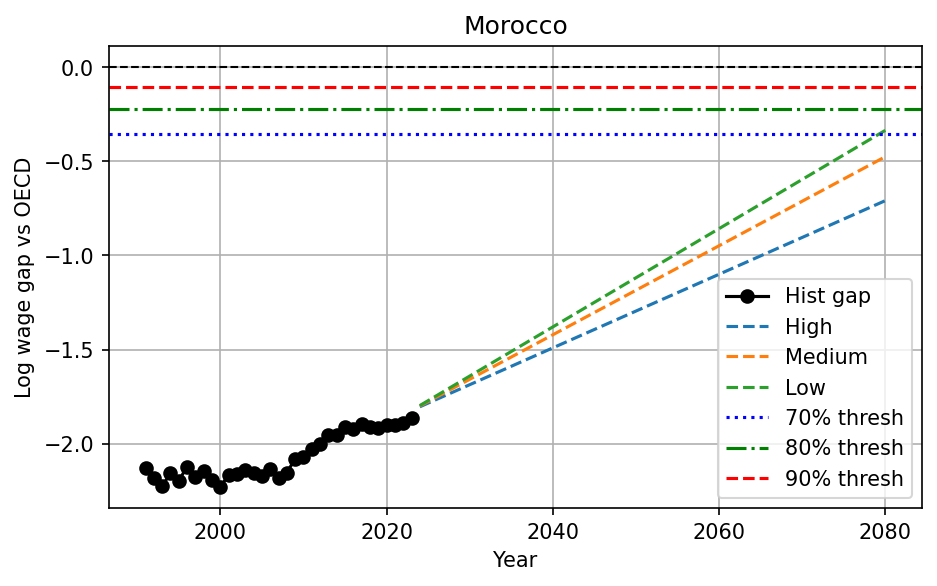 Morocco
Log wage gap vs OECD
0.0
−0.5
−1.0
−1.5
−2.0
2000
2020
2040
2060
2080
Year
Hist gap
High
Medium
Low
70% thresh
80% thresh
90% thresh